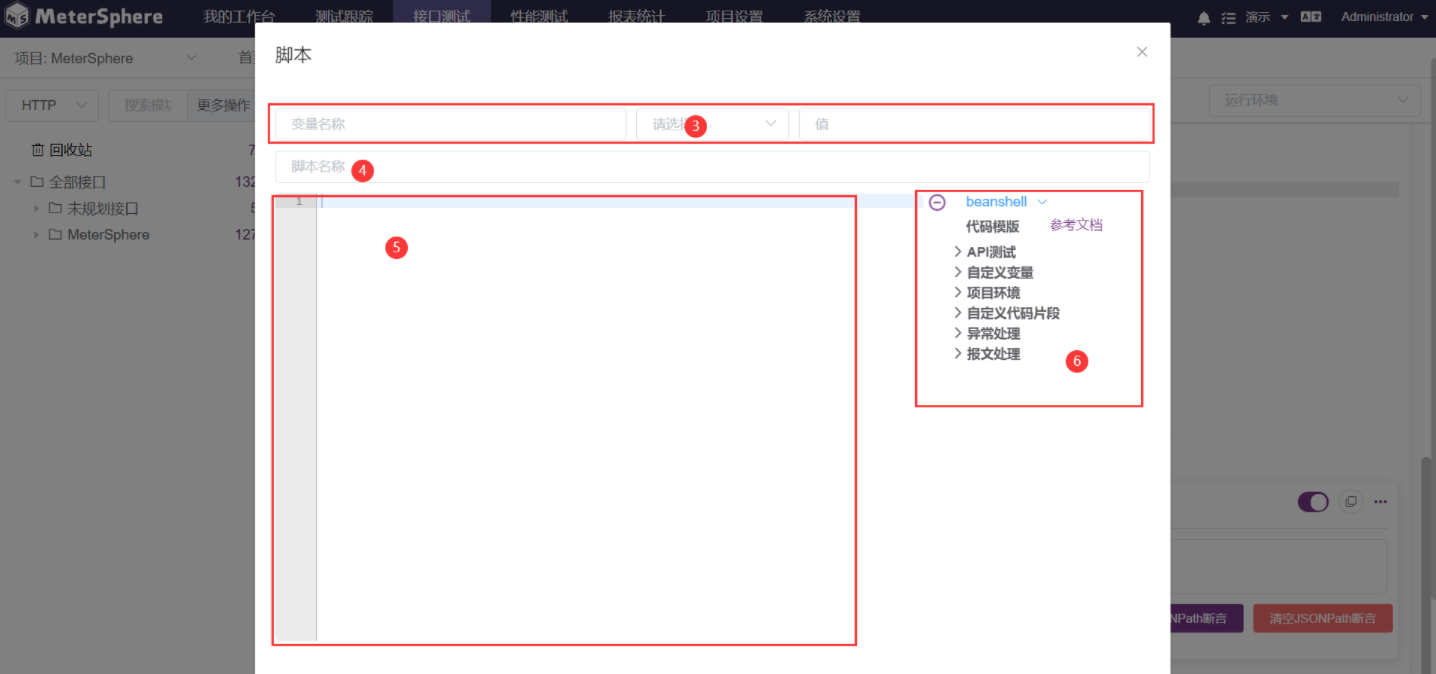 MeterSphere 我的工作台 测试跟踪 接口测试 性能测试 报表统计 项目设置 系统设置 演示 Administrator
项目: MeterSphere
脚本
HTTP 搜索模块 更多操作
运行环境
变量名称 请选择 3 值
脚本名称 4
回收站 7
全部接口 132
未规划接口 5
MeterSphere 127
1
5
beanshell
代码模版 参考文档
API测试
自定义变量
项目环境
自定义代码片段
异常处理
报文处理
6
NPath断言 清空JSONPath断言